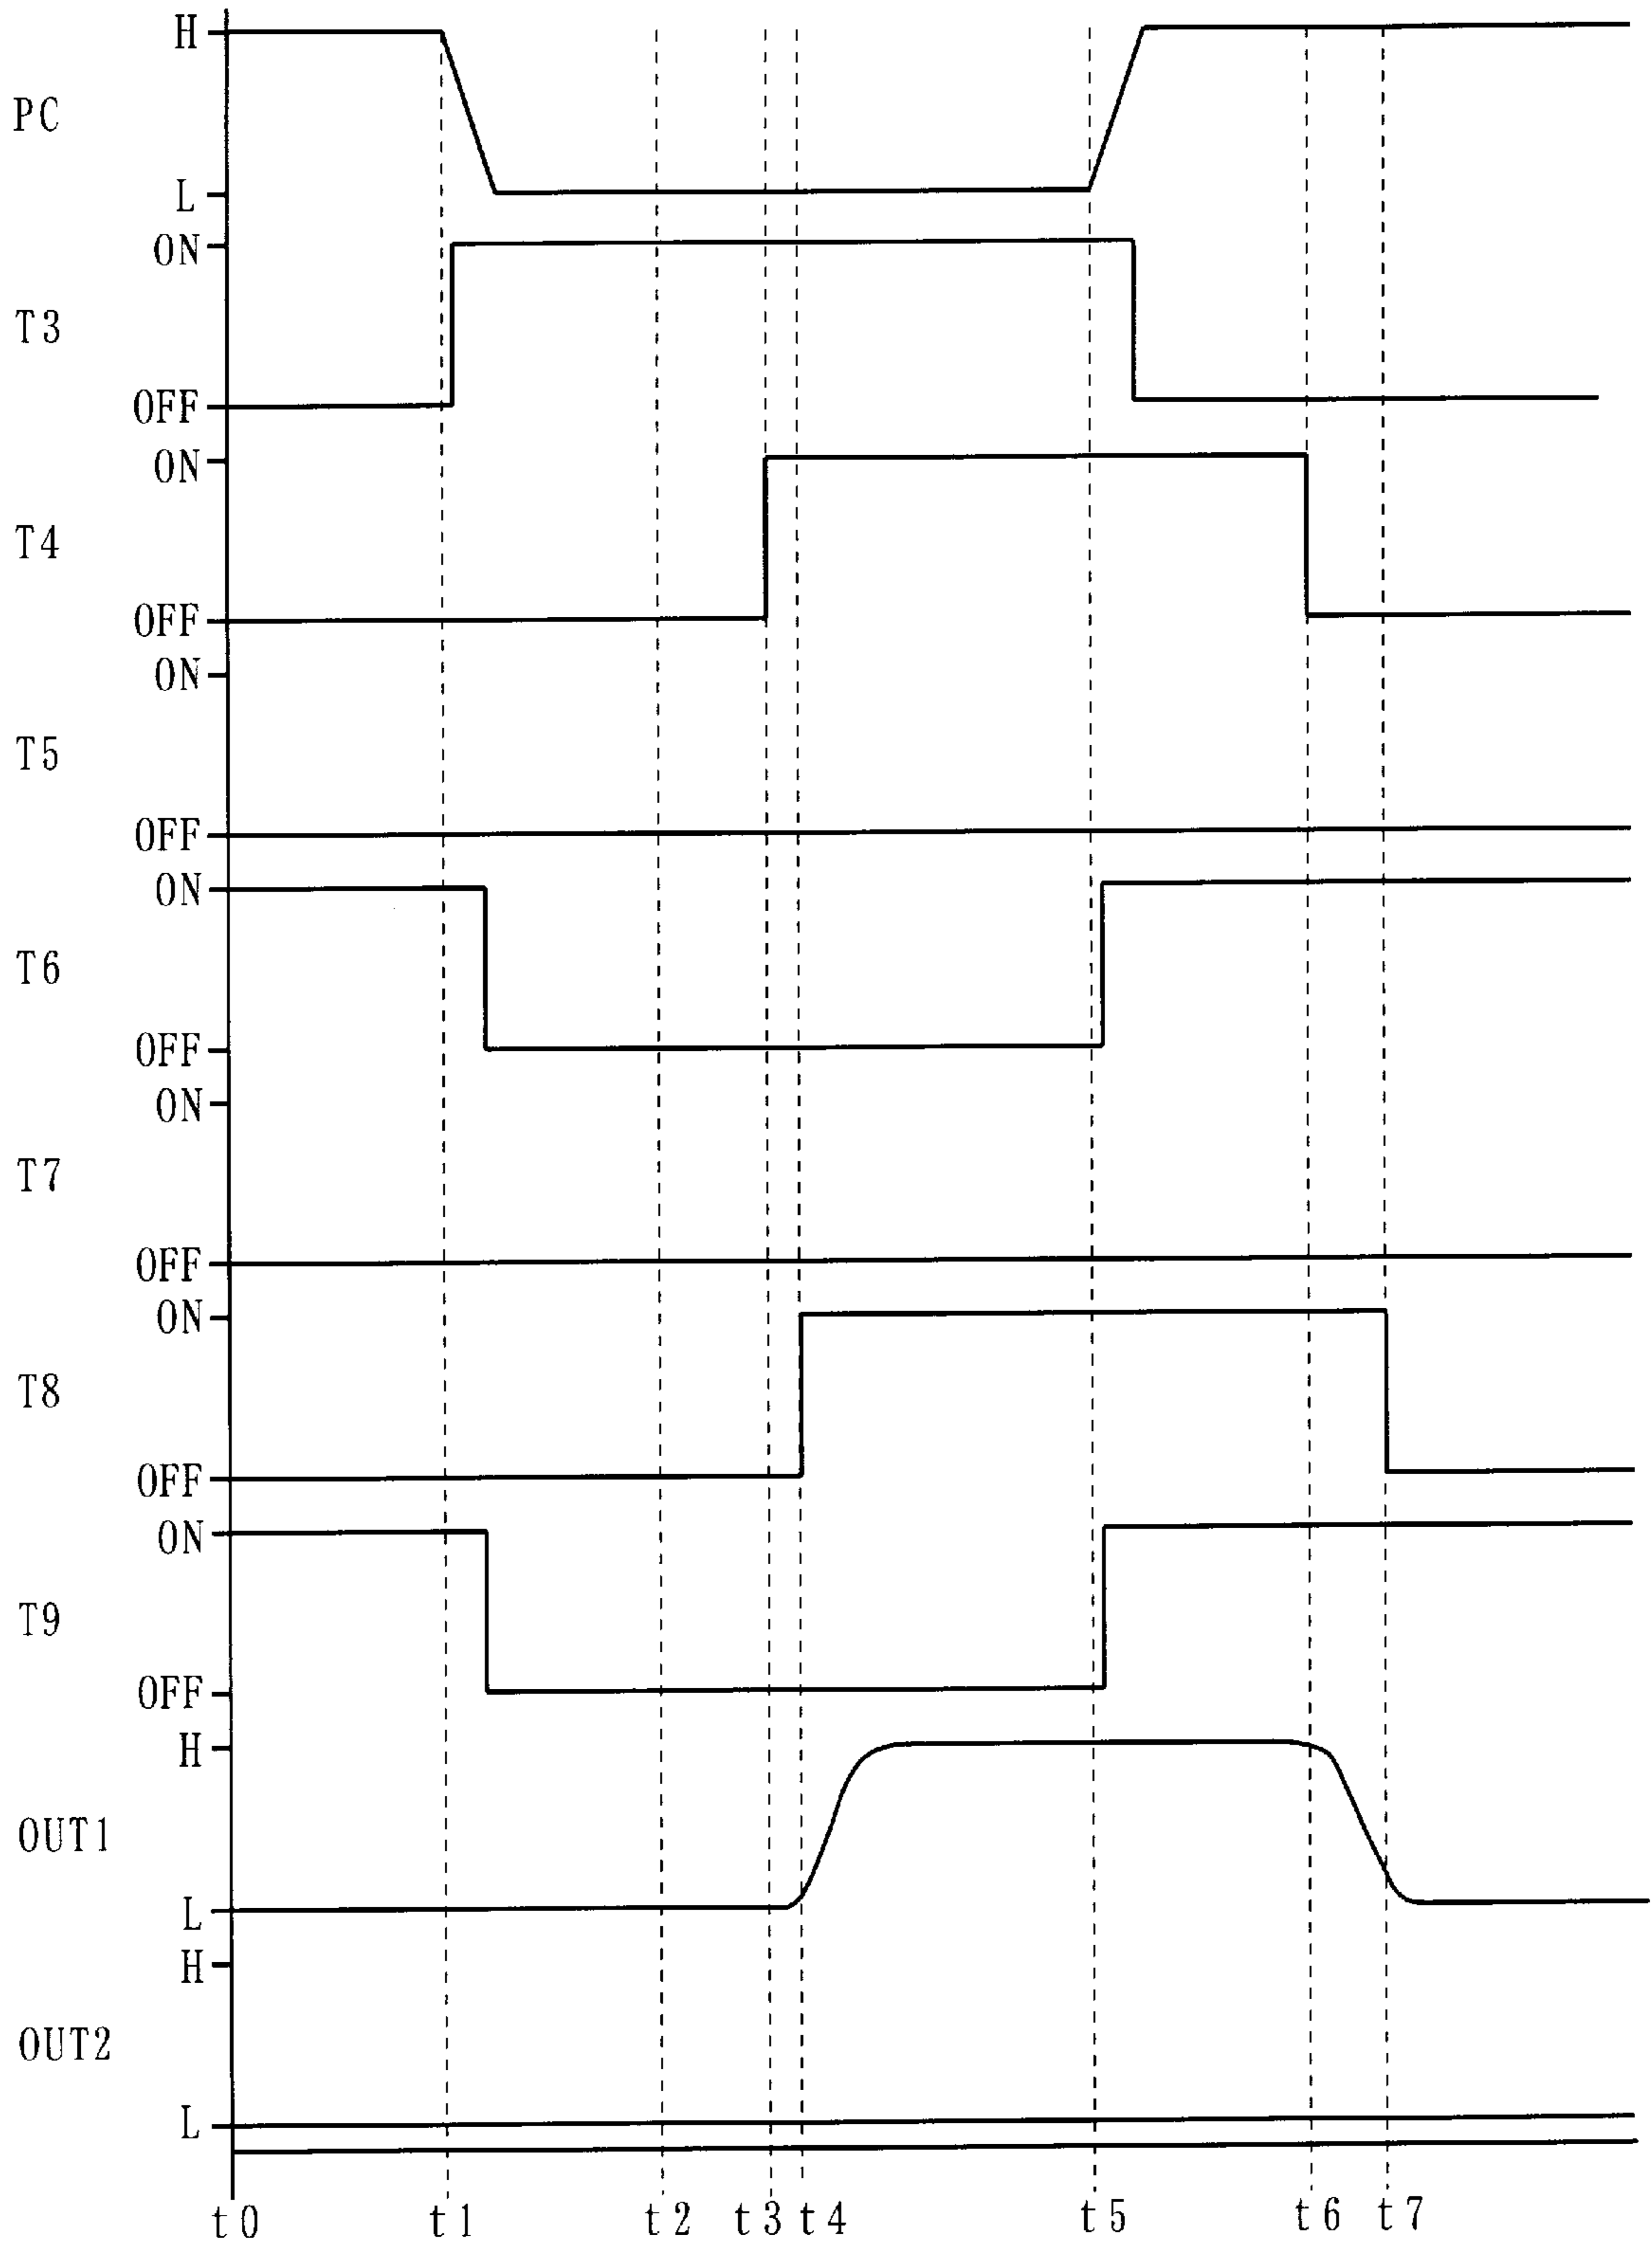 H
PC
L
ON
T3
OFF
ON
T4
OFF
ON
T5
OFF
ON
T6
OFF
ON
T7
OFF
ON
T8
OFF
ON
T9
OFF
H
OUT1
L
H
OUT2
L
t0 t1 t2 t3 t4 t5 t6 t7